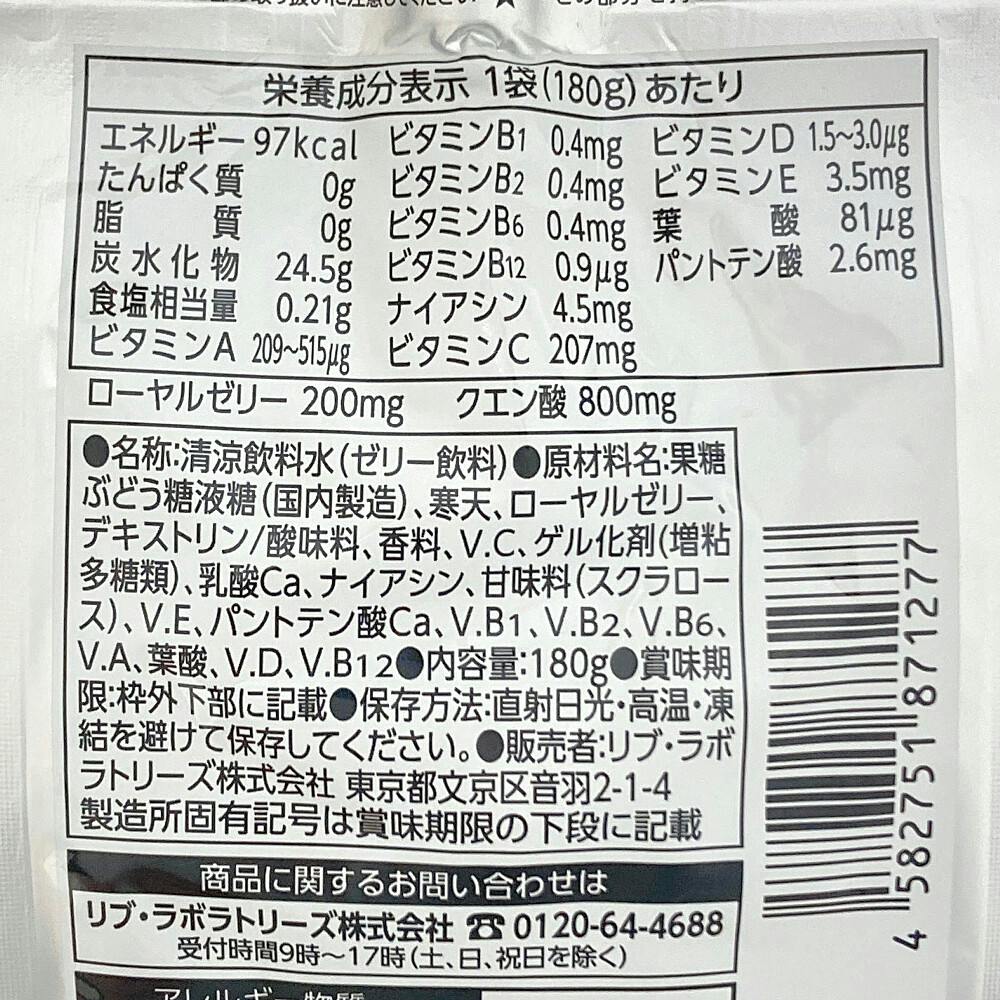 栄養成分表示 1袋(180g)あたり
エネルギー 97kcal ビタミンB1 0.4mg ビタミンD 1.5~3.0μg
たんぱく質 0g ビタミンB2 0.4mg ビタミンE 3.5mg
脂質 0g ビタミンB6 0.4mg 葉酸 81μg
炭水化物 24.5g ビタミンB12 0.9μg パントテン酸 2.6mg
食塩相当量 0.21g ナイアシン 4.5mg
ビタミンA 209~515μg ビタミンC 207mg
ローヤルゼリー 200mg クエン酸 800mg
●名称:清涼飲料水(ゼリー飲料)●原材料名:果糖
ぶどう糖液糖(国内製造)、寒天、ローヤルゼリー、
デキストリン/酸味料、香料、V.C、ゲル化剤(増粘
多糖類)、乳酸Ca、ナイアシン、甘味料(スクラロー
ス)、V.E、パントテン酸Ca、V.B1、V.B2、V.B6、
V.A、葉酸、V.D、V.B12●内容量:180g●賞味期
限:枠外下部に記載●保存方法:直射日光・高温・凍
結を避けて保存してください。●販売者:リブ・ラボ
ラトリーズ株式会社 東京都文京区音羽2-1-4
製造所固有記号は賞味期限の下段に記載
商品に関するお問い合わせは
リブ・ラボラトリーズ株式会社 ☎ 0120-64-4688
受付時間9時~17時(土、日、祝日を除く)
アレルギー物質
4 582751 871277